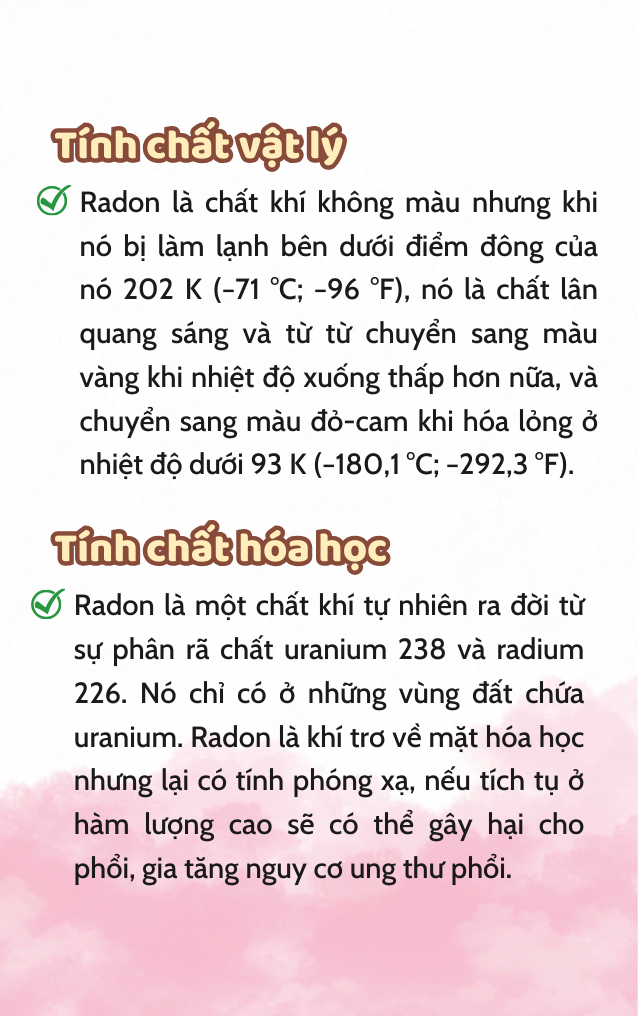 Tính chất vật lý
Radon là chất khí không màu nhưng khi
nó bị làm lạnh bên dưới điểm đông của
nó 202 K (–71 °C; –96 °F), nó là chất lân
quang sáng và từ từ chuyển sang màu
vàng khi nhiệt độ xuống thấp hơn nữa, và
chuyển sang màu đỏ-cam khi hóa lỏng ở
nhiệt độ dưới 93 K (–180,1 °C; –292,3 °F).
Tính chất hóa học
Radon là một chất khí tự nhiên ra đời từ
sự phân rã chất uranium 238 và radium
226. Nó chỉ có ở những vùng đất chứa
uranium. Radon là khí trơ về mặt hóa học
nhưng lại có tính phóng xạ, nếu tích tụ ở
hàm lượng cao sẽ có thể gây hại cho
phổi, gia tăng nguy cơ ung thư phổi.